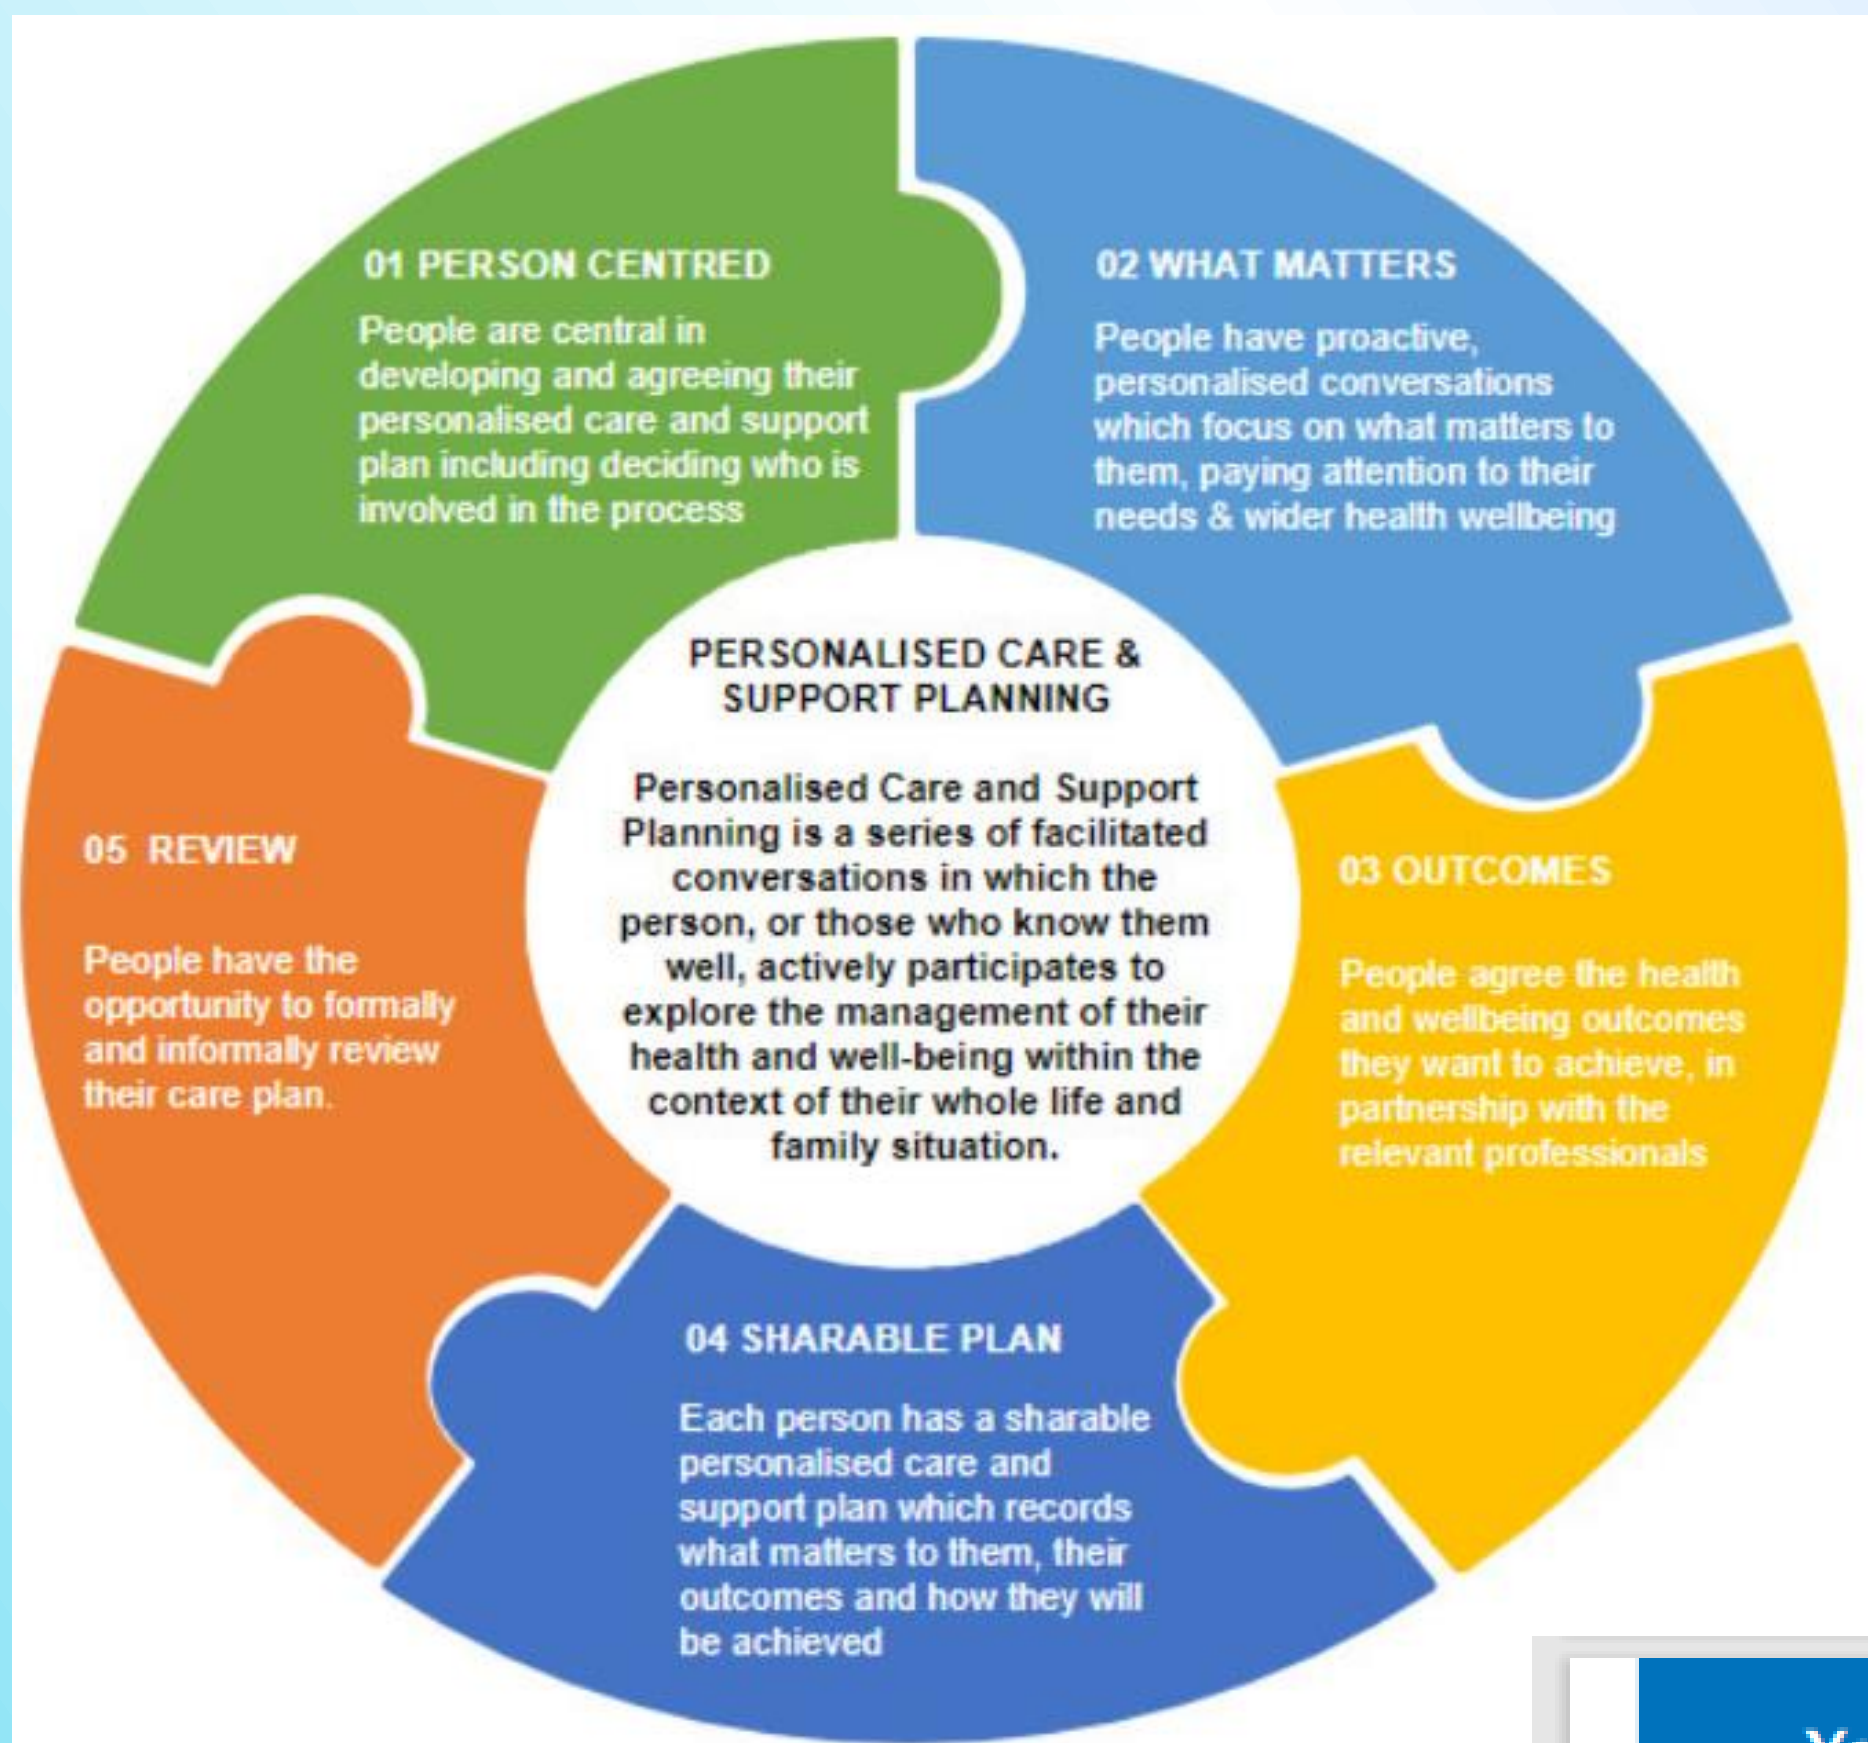 01 PERSON CENTRED
People are central in
developing and agreeing their
personalised care and support
plan including deciding who is
involved in the process
02 WHAT MATTERS
People have proactive,
personalised conversations
which focus on what matters to
them, paying attention to their
needs & wider health wellbeing
PERSONALISED CARE &
SUPPORT PLANNING
Personalised Care and Support
Planning is a series of facilitated
conversations in which the
person, or those who know them
well, actively participates to
explore the management of their
health and well-being within the
context of their whole life and
family situation.
03 OUTCOMES
People agree the health
and wellbeing outcomes
they want to achieve, in
partnership with the
relevant professionals
04 SHARABLE PLAN
Each person has a sharable
personalised care and
support plan which records
what matters to them, their
outcomes and how they will
be achieved
05 REVIEW
People have the
opportunity to formally
and informally review
their care plan.